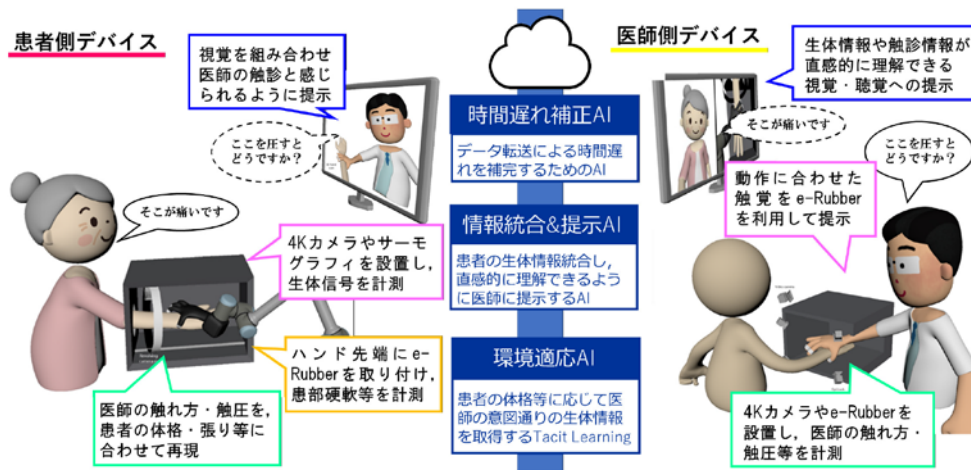 患者側デバイス
視覚を組み合わせ
医師の触診と感じ
られるように提示
ここを圧すと
どうですか？
そこが痛いです
4Kカメラやサーモ
グラフィを設置し,
生体信号を計測
ハンド先端にe-
Rubberを取り付け,
患部硬軟等を計測
医師の触れ方・触圧を,
患者の体格・張り等に
合わせて再現
時間遅れ補正AI
データ転送による時間遅
れを補完するためのAI
情報統合&提示AI
患者の生体情報統合し,
直感的に理解できるよう
に医師に提示するAI
環境適応AI
患者の体格等に応じて医
師の意図通りの生体情報
を取得するTacit Learning
医師側デバイス
生体情報や触診情報が
直感的に理解できる
視覚・聴覚への提示
そこが痛いです
ここを圧すと
どうですか？
動作に合わせた
触覚をe-Rubber
を利用して提示
4Kカメラやe-Rubberを
設置し, 医師の触れ方・
触圧等を計測